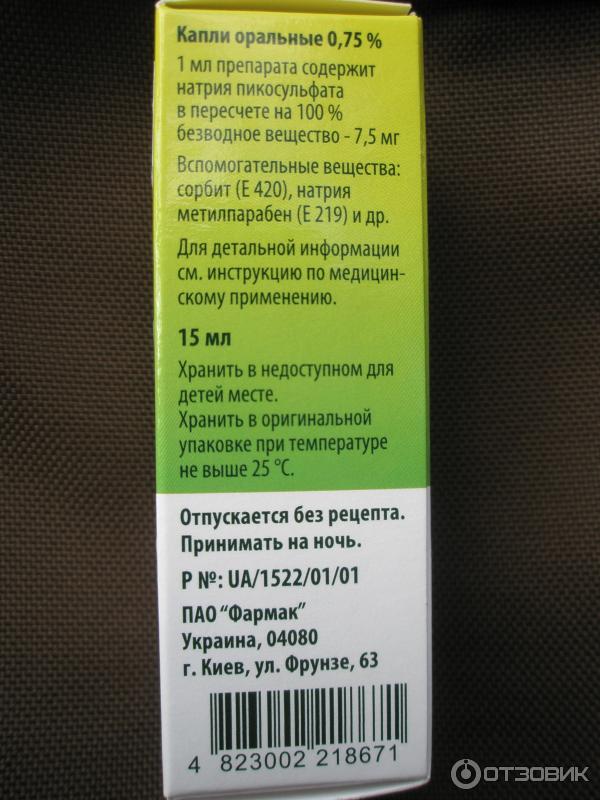 Капли оральные 0,75 %
1 мл препарата содержит
натрия пикосульфата
в пересчете на 100 %
безводное вещество - 7,5 мг
Вспомогательные вещества:
сорбит (Е 420), натрия
метилпарабен (Е 219) и др.
Для детальной информации
см. инструкцию по медицин-
скому применению.
15 мл
Хранить в недоступном для
детей месте.
Хранить в оригинальной
упаковке при температуре
не выше 25 °С.
Отпускается без рецепта.
Принимать на ночь.
Р №: UA/1522/01/01
ПАО “Фармак”
Украина, 04080
г. Киев, ул. Фрунзе, 63
4 823002 218671
ОТЗОВИК